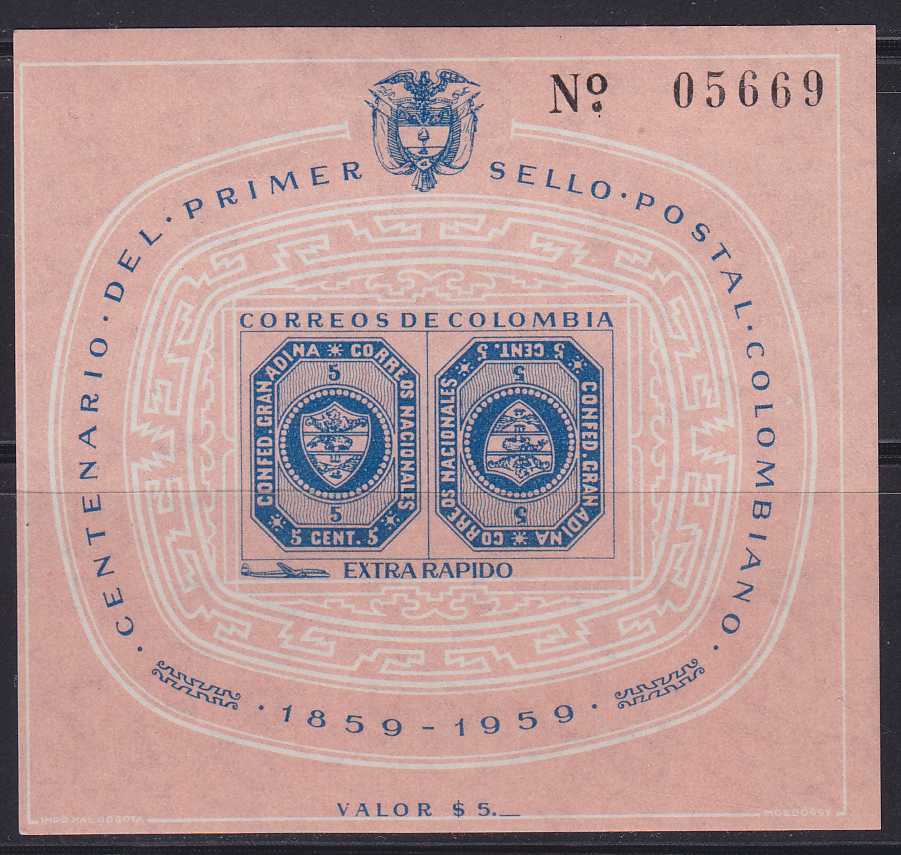 Nº 05669
CENTENARIO · DEL · PRIMER SELLO · POSTAL · COLOMBIANO ·
CORREOS DE COLOMBIA
CONFED. GRANADINA * CORREOS NACIONALES
5
5
5 CENT. 5
CONFED. GRANADINA * CORREOS NACIONALES
5
5
5 CENT. 5
EXTRA RAPIDO
· 1859 - 1959 ·
VALOR $ 5.__